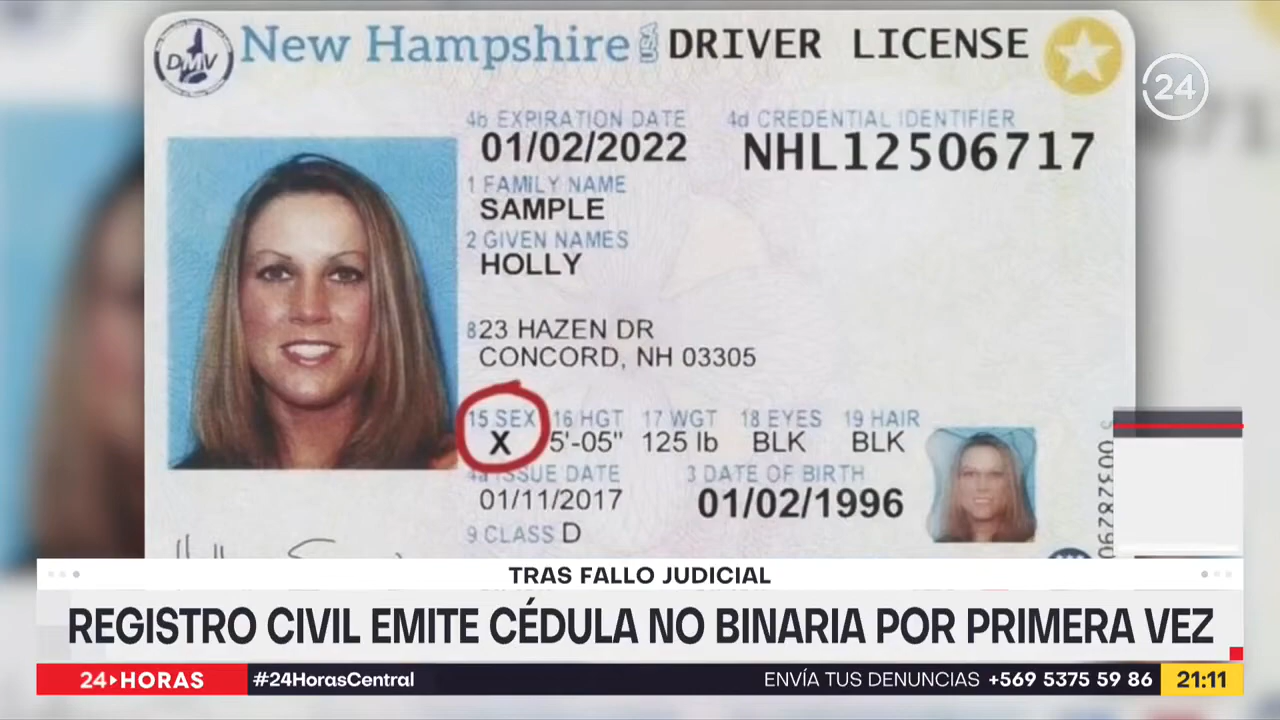 DMV
New Hampshire USA DRIVER LICENSE
24
4b EXPIRATION DATE 4d CREDENTIAL IDENTIFIER
01/02/2022 NHL12506717
1 FAMILY NAME
SAMPLE
2 GIVEN NAMES
HOLLY
823 HAZEN DR
CONCORD, NH 03305
15 SEX 16 HGT 17 WGT 18 EYES 19 HAIR
X 5'-05" 125 lb BLK BLK
4a ISSUE DATE 3 DATE OF BIRTH
01/11/2017 01/02/1996
9 CLASS D
TRAS FALLO JUDICIAL
REGISTRO CIVIL EMITE CÉDULA NO BINARIA POR PRIMERA VEZ
24 HORAS #24HorasCentral ENVÍA TUS DENUNCIAS +569 5375 59 86 21:11